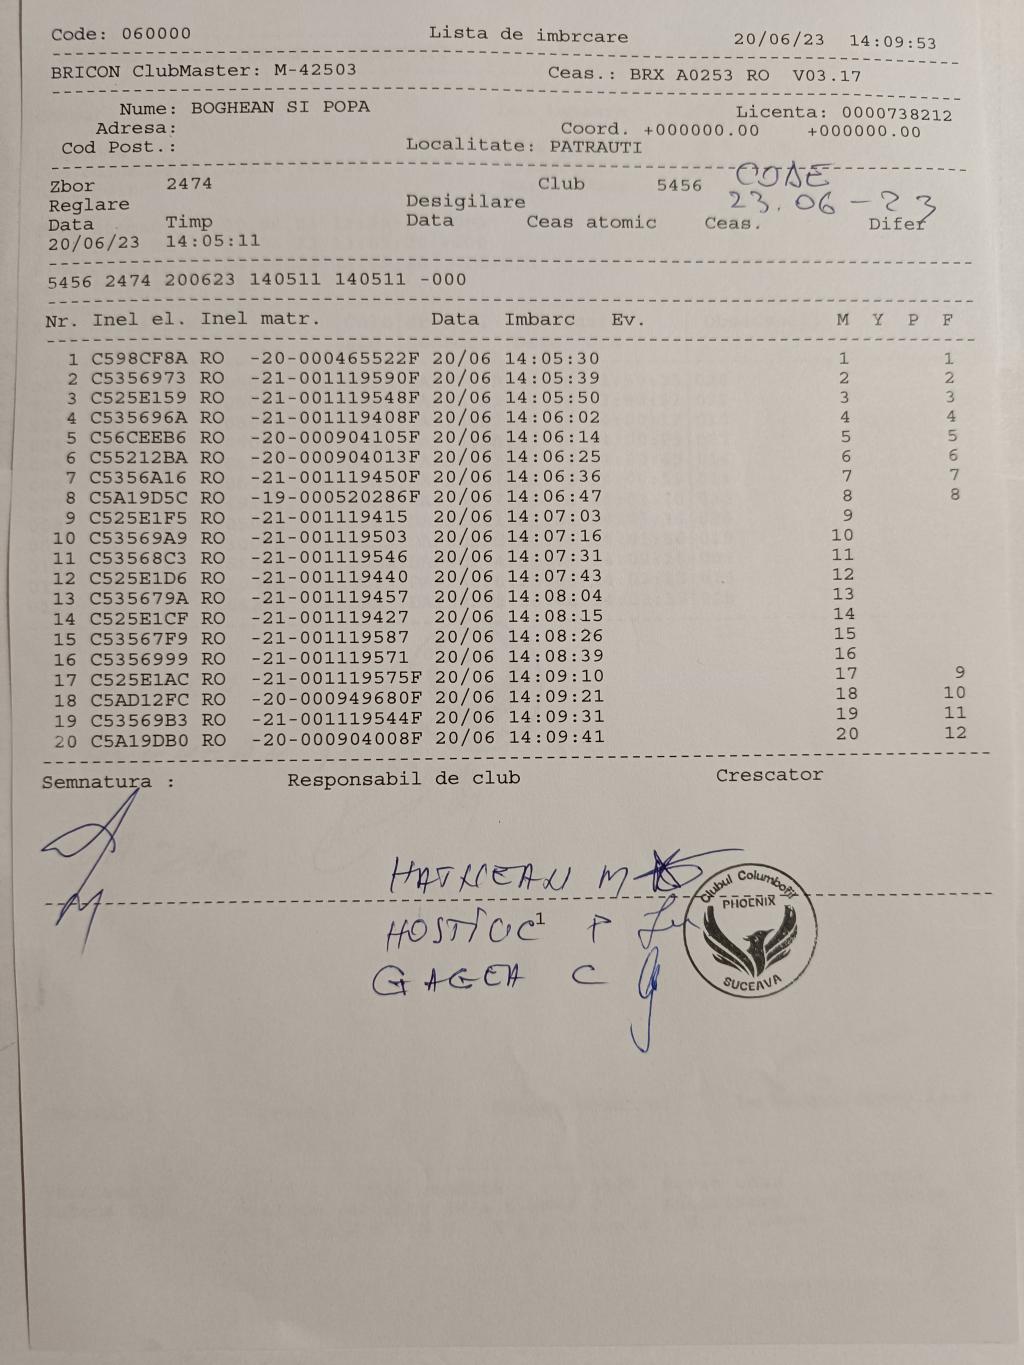 Code: 060000 Lista de imbrcare 20/06/23 14:09:53
BRICON ClubMaster: M-42503 Ceas.: BRX A0253 RO V03.17
Nume: BOGHEAN SI POPA Licenta: 0000738212
Adresa: Coord. +000000.00 +000000.00
Cod Post.: Localitate: PATRAUTI
Zbor 2474 Club 5456 CODE
Reglare Desigilare 23.06-23
Data Timp Data Ceas atomic Ceas. Difer
20/06/23 14:05:11
5456 2474 200623 140511 140511 -000
Nr. Inel el. Inel matr. Data Imbarc Ev. M Y P F
1 C598CF8A RO -20-000465522F 20/06 14:05:30 1 1
2 C5356973 RO -21-001119590F 20/06 14:05:39 2 2
3 C525E159 RO -21-001119548F 20/06 14:05:50 3 3
4 C535696A RO -21-001119408F 20/06 14:06:02 4 4
5 C56CEEB6 RO -20-000904105F 20/06 14:06:14 5 5
6 C55212BA RO -20-000904013F 20/06 14:06:25 6 6
7 C5356A16 RO -21-001119450F 20/06 14:06:36 7 7
8 C5A19D5C RO -19-000520286F 20/06 14:06:47 8 8
9 C525E1F5 RO -21-001119415 20/06 14:07:03 9
10 C53569A9 RO -21-001119503 20/06 14:07:16 10
11 C53568C3 RO -21-001119546 20/06 14:07:31 11
12 C525E1D6 RO -21-001119440 20/06 14:07:43 12
13 C535679A RO -21-001119457 20/06 14:08:04 13
14 C525E1CF RO -21-001119427 20/06 14:08:15 14
15 C53567F9 RO -21-001119587 20/06 14:08:26 15
16 C5356999 RO -21-001119571 20/06 14:08:39 16
17 C525E1AC RO -21-001119575F 20/06 14:09:10 17 9
18 C5AD12FC RO -20-000949680F 20/06 14:09:21 18 10
19 C53569B3 RO -21-001119544F 20/06 14:09:31 19 11
20 C5A19DB0 RO -20-000904008F 20/06 14:09:41 20 12
Semnatura : Responsabil de club Crescator
HATNEAN M
HOSTIUC P
1
GAGEA C
Clubul Columbofil
PHOENIX
SUCEAVA